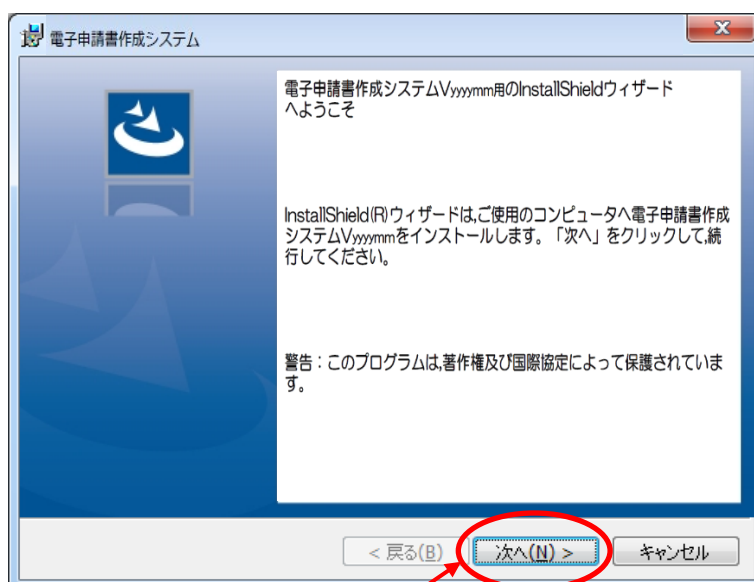 電子申請書作成システム
電子申請書作成システムVyyyymm用のInstallShieldウィザード
へようこそ
InstallShield(R)ウィザードは,ご使用のコンピュータへ電子申請書作成
システムVyyyymmをインストールします。「次へ」をクリックして,続
行してください。
警告：このプログラムは,著作権及び国際協定によって保護されていま
す。
< 戻る(B) 次へ(N) > キャンセル